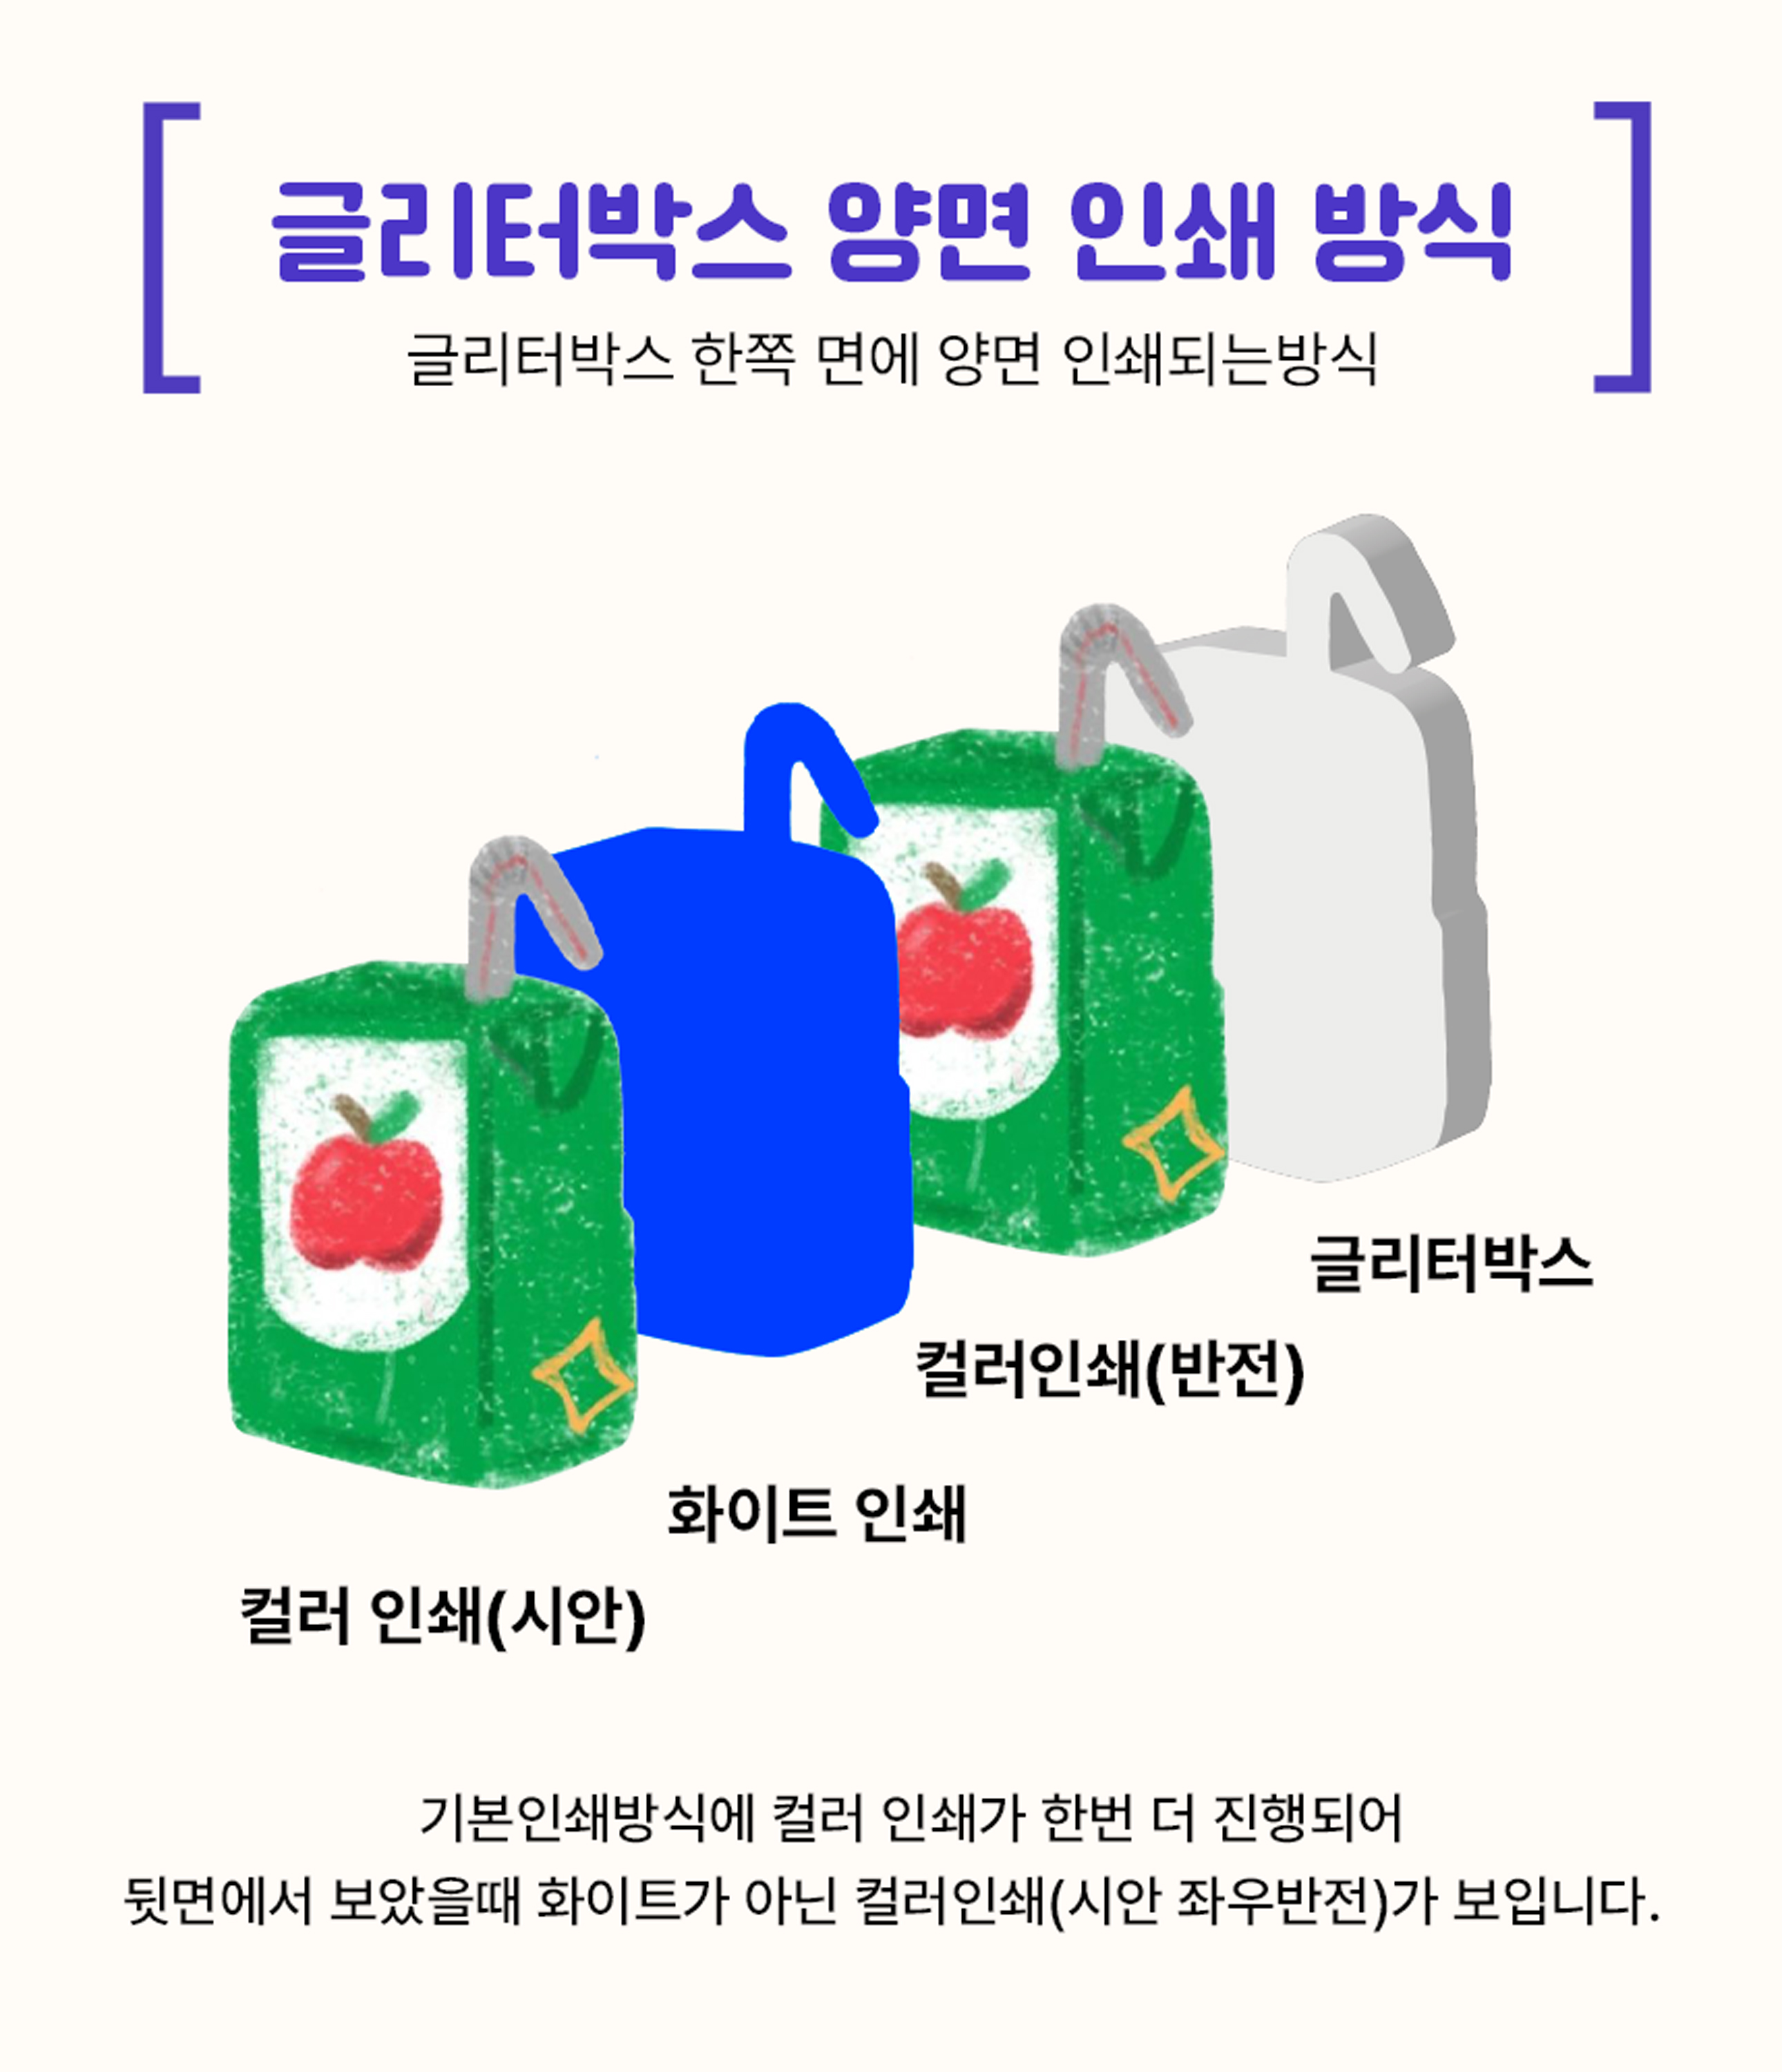 글리터박스 양면 인쇄 방식
글리터박스 한쪽 면에 양면 인쇄되는방식
글리터박스
컬러인쇄(반전)
화이트 인쇄
컬러 인쇄(시안)
기본인쇄방식에 컬러 인쇄가 한번 더 진행되어
뒷면에서 보았을때 화이트가 아닌 컬러인쇄(시안 좌우반전)가 보입니다.